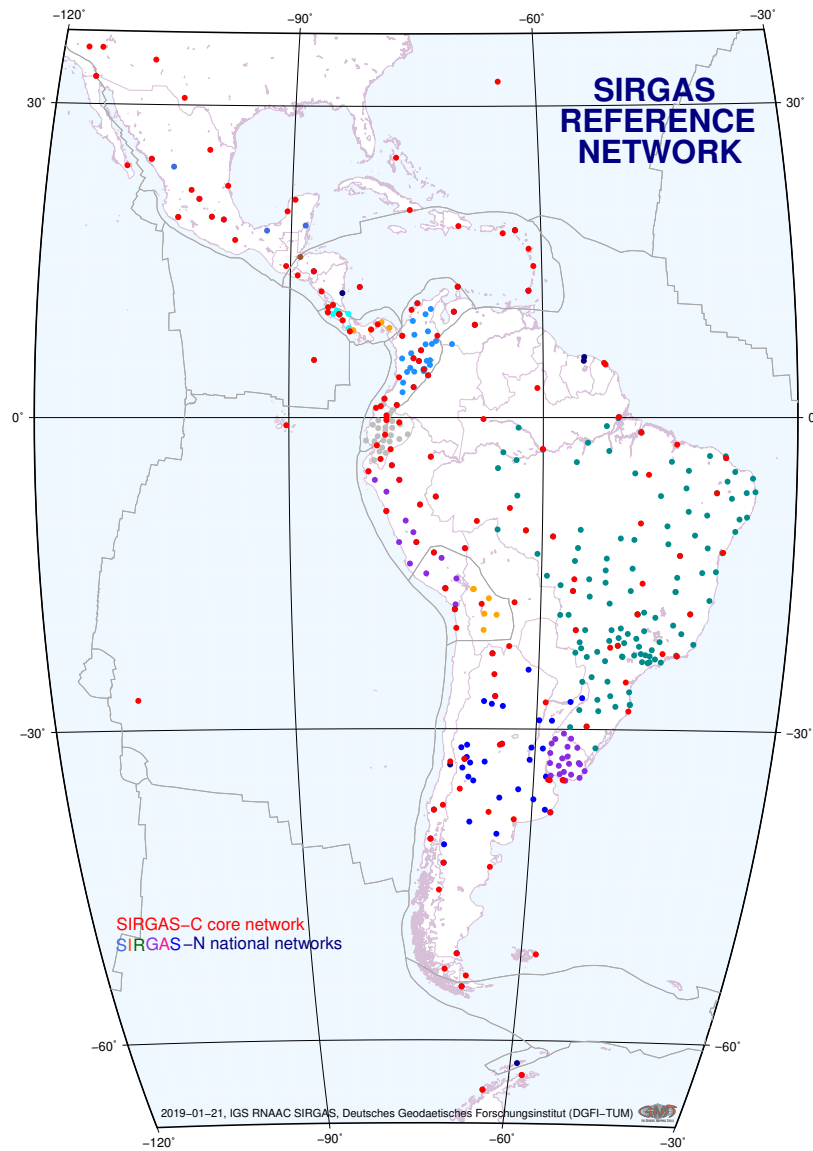 −120˚
−90˚
−60˚
−30˚
30˚
30˚
SIRGAS
REFERENCE
NETWORK
0˚
0
−30˚
−30˚
SIRGAS−C core network
SIRGAS−N national networks
−60˚
−60˚
2019−01−21, IGS RNAAC SIRGAS, Deutsches Geodaetisches Forschungsinstitut (DGFI−TUM)
GMT
−120˚
−90˚
−60˚
−30˚